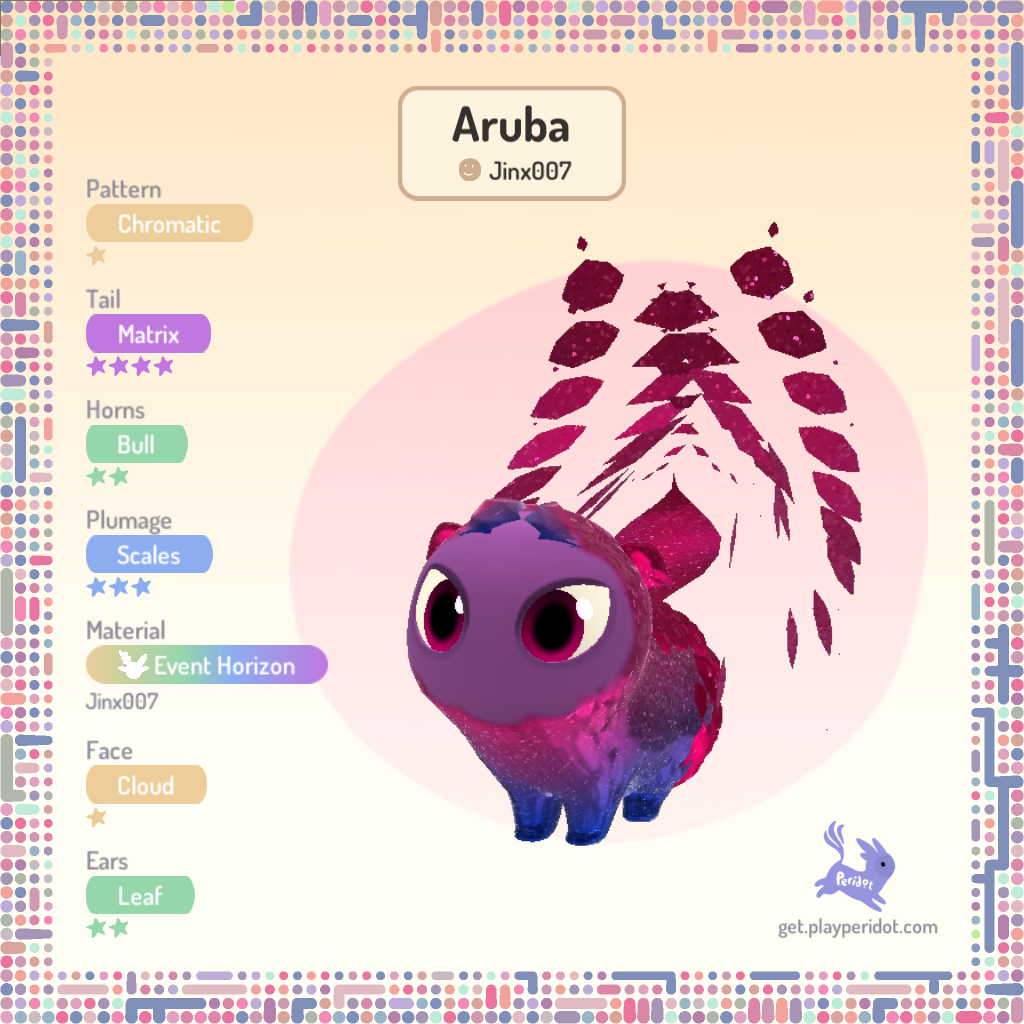 Aruba
Jinx007
Pattern
Chromatic
Tail
Matrix
Horns
Bull
Plumage
Scales
Material
Event Horizon
Jinx007
Face
Cloud
Ears
Leaf
Peridot
get.playperidot.com